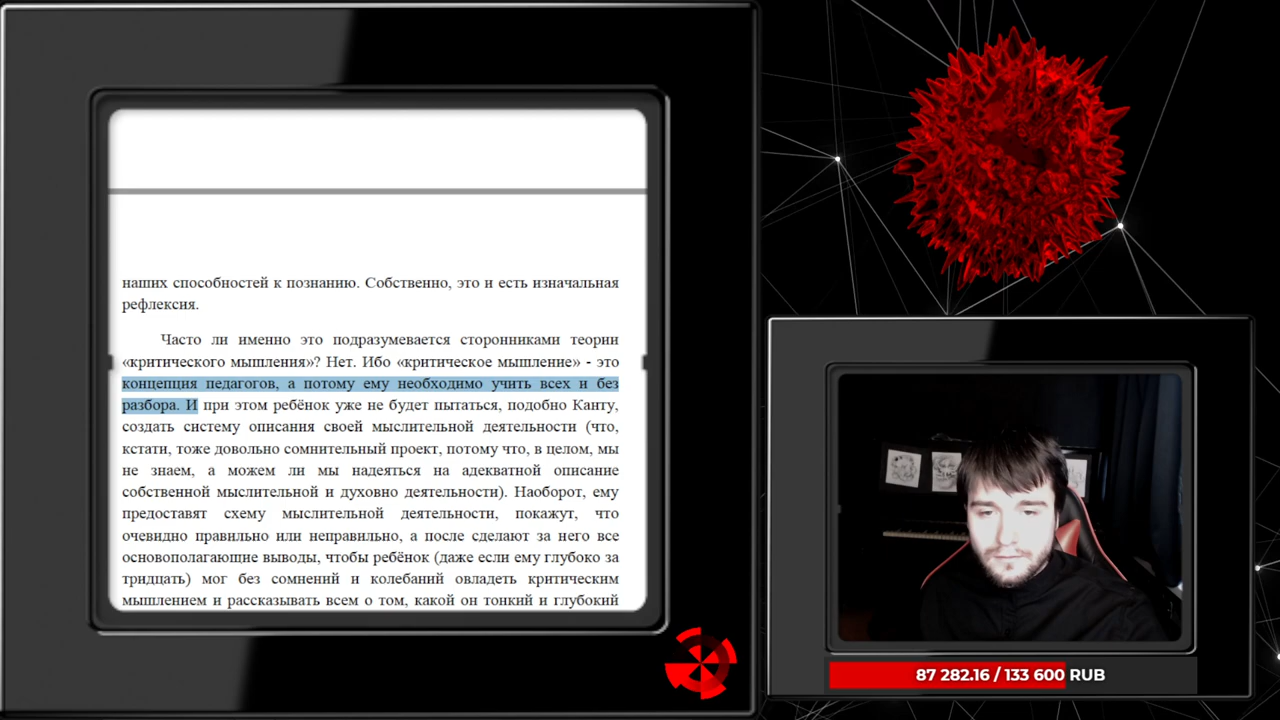 наших способностей к познанию. Собственно, это и есть изначальная
рефлексия.
Часто ли именно это подразумевается сторонниками теории
«критического мышления»? Нет. Ибо «критическое мышление» - это
концепция педагогов, а потому ему необходимо учить всех и без
разбора. И при этом ребёнок уже не будет пытаться, подобно Канту,
создать систему описания своей мыслительной деятельности (что,
кстати, тоже довольно сомнительный проект, потому что, в целом, мы
не знаем, а можем ли мы надеяться на адекватной описание
собственной мыслительной и духовно деятельности). Наоборот, ему
предоставят схему мыслительной деятельности, покажут, что
очевидно правильно или неправильно, а после сделают за него все
основополагающие выводы, чтобы ребёнок (даже если ему глубоко за
тридцать) мог без сомнений и колебаний овладеть критическим
мышлением и рассказывать всем о том, какой он тонкий и глубокий
87 282.16 / 133 600 RUB